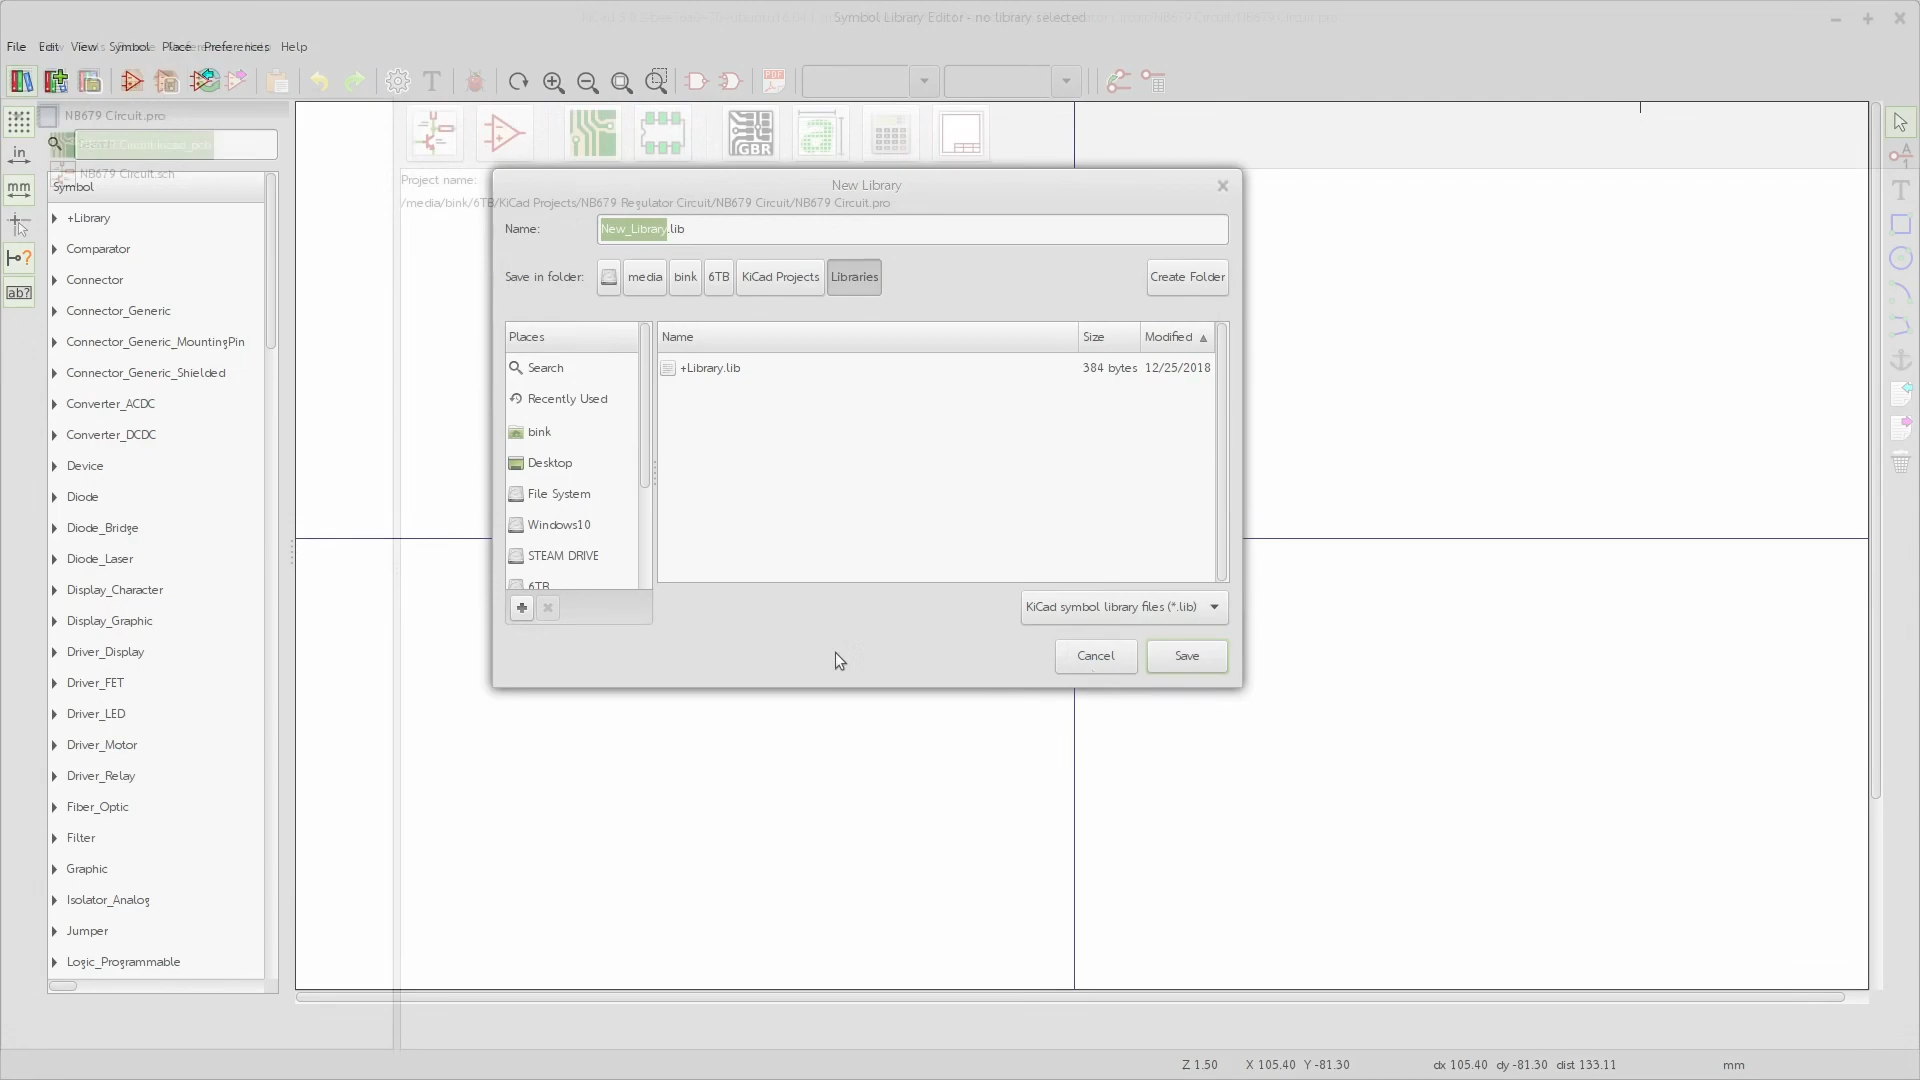 Symbol Library Editor - no library selected
File Edit View Symbol Place Preferences Help
PDF
NB679 Circuit.pro
NB679 Circuit.kicad_pcb
NB679 Circuit.sch
in
mm
ab?
Symbol
+Library
Comparator
Connector
Connector_Generic
Connector_Generic_MountingPin
Connector_Generic_Shielded
Converter_ACDC
Converter_DCDC
Device
Diode
Diode_Bridge
Diode_Laser
Display_Character
Display_Graphic
Driver_Display
Driver_FET
Driver_LED
Driver_Motor
Driver_Relay
Fiber_Optic
Filter
Graphic
Isolator_Analog
Jumper
Logic_Programmable
GBR
Project name:
/media/bink/6TB/KiCad Projects/NB679 Regulator Circuit/NB679 Circuit/NB679 Circuit.pro
New Library
Name: New_Library.lib
Save in folder: media bink 6TB KiCad Projects Libraries Create Folder
Places
Search
Recently Used
bink
Desktop
File System
Windows10
STEAM DRIVE
6TB
Name Size Modified
+Library.lib 384 bytes 12/25/2018
KiCad symbol library files (*.lib)
Cancel Save
Z 1.50 X 105.40 Y -81.30 dx 105.40 dy -81.30 dist 133.11 mm